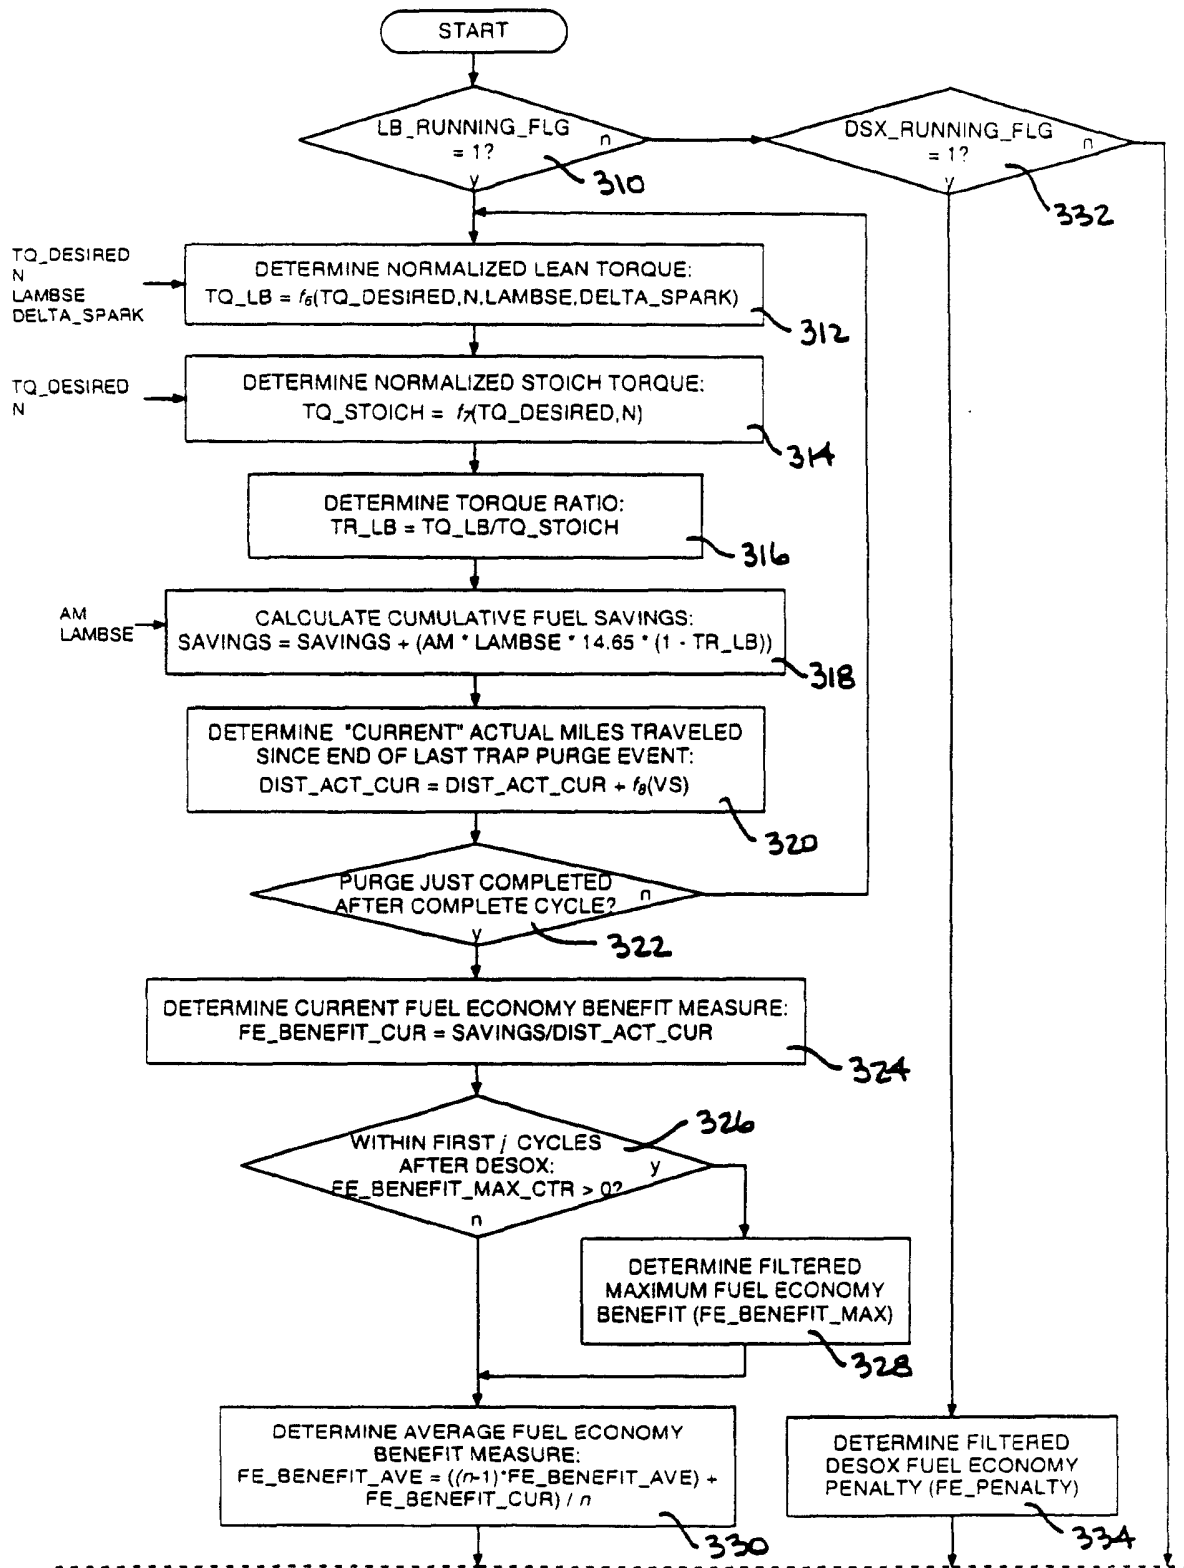 START
LB_RUNNING_FLG
= 1?
n
y
310
DSX_RUNNING_FLG
= 1?
n
y
332
TQ_DESIRED
N
LAMBSE
DELTA_SPARK
DETERMINE NORMALIZED LEAN TORQUE:
TQ_LB = f6(TQ_DESIRED,N,LAMBSE,DELTA_SPARK)
312
TQ_DESIRED
N
DETERMINE NORMALIZED STOICH TORQUE:
TQ_STOICH = f7(TQ_DESIRED,N)
314
DETERMINE TORQUE RATIO:
TR_LB = TQ_LB/TQ_STOICH
316
AM
LAMBSE
CALCULATE CUMULATIVE FUEL SAVINGS:
SAVINGS = SAVINGS + (AM * LAMBSE * 14.65 * (1 - TR_LB))
318
DETERMINE "CURRENT" ACTUAL MILES TRAVELED
SINCE END OF LAST TRAP PURGE EVENT:
DIST_ACT_CUR = DIST_ACT_CUR + f8(VS)
320
PURGE JUST COMPLETED
AFTER COMPLETE CYCLE?
n
y
322
DETERMINE CURRENT FUEL ECONOMY BENEFIT MEASURE:
FE_BENEFIT_CUR = SAVINGS/DIST_ACT_CUR
324
WITHIN FIRST j CYCLES
AFTER DESOX:
FE_BENEFIT_MAX_CTR > 0?
y
n
326
DETERMINE FILTERED
MAXIMUM FUEL ECONOMY
BENEFIT (FE_BENEFIT_MAX)
328
DETERMINE AVERAGE FUEL ECONOMY
BENEFIT MEASURE:
FE_BENEFIT_AVE = ((n-1)*FE_BENEFIT_AVE) +
FE_BENEFIT_CUR) / n
330
DETERMINE FILTERED
DESOX FUEL ECONOMY
PENALTY (FE_PENALTY)
334